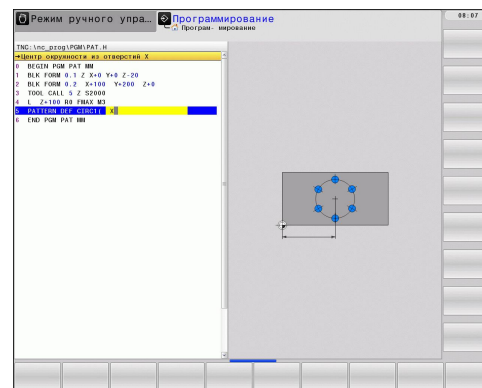 Режим ручного упра...
Программирование
Програм- мирование
08:07
TNC:\nc_prog\PGM\PAT.H
→Центр окружности из отверстий X
0 BEGIN PGM PAT MM
1 BLK FORM 0.1 Z X+0 Y+0 Z-20
2 BLK FORM 0.2 X+100 Y+200 Z+0
3 TOOL CALL 5 Z S2000
4 L Z+100 R0 FMAX M3
5 PATTERN DEF CIRC1( X
6 END PGM PAT MM